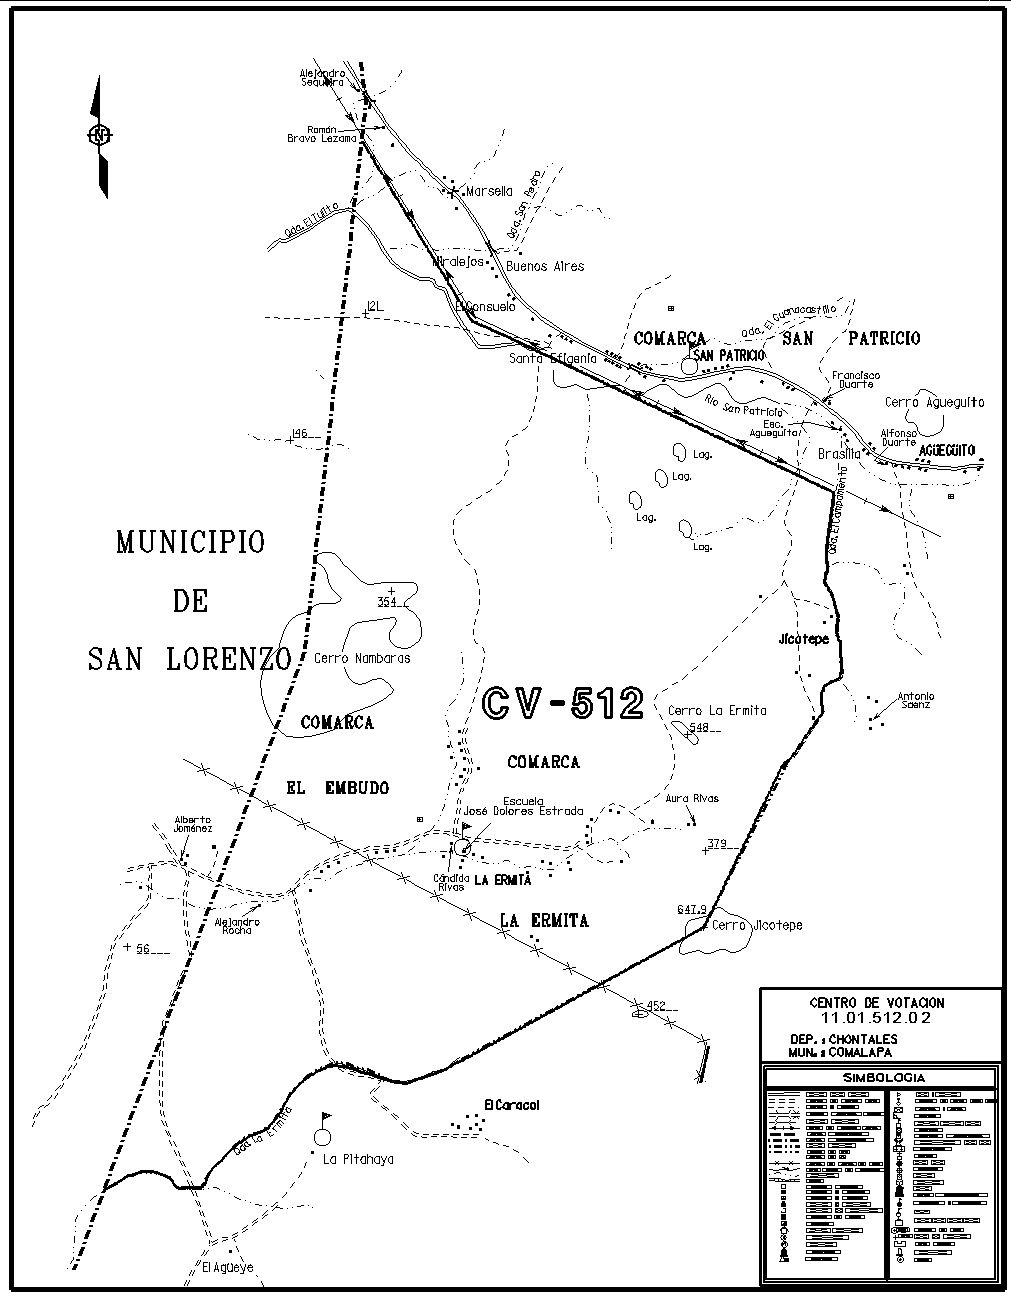 Alejandro
Sequeira
N
Román
Bravo Lezama
Marsella
Qda. San Pedro
Qda. El Tulito
Miralejos
Buenos Aires
121
El Consuelo
Qda. El Guanacastillo
COMARCA SAN PATRICIO
SAN PATRICIO
Santa Efigenia
Francisco
Duarte
Río San Patricio
Cerro Agueguito
Esc.
Agueguita
Alfonso
Duarte
146
Brasilia
AGÜEGÜITO
Lag.
Lag.
Lag.
Lag.
Qda. El Campamento
MUNICIPIO
DE
SAN LORENZO
354
Jicotepe
Cerro Nambaras
CV-512
Antonio
Saenz
Cerro La Ermita
548
COMARCA
EL EMBUDO
COMARCA
LA ERMITA
Escuela
José Dolores Estrada
Aura Rivas
Alberto
Joménez
379
Cándida
Rivas
LA ERMITA
Alejandro
Rocha
647.9
Cerro Jicotepe
56
452
Qda La Ermita
El Caracol
La Pitahaya
El Agüeye
CENTRO DE VOTACION
11.01.512.02
DEP. : CHONTALES
MUN. : COMALAPA
SIMBOLOGIA